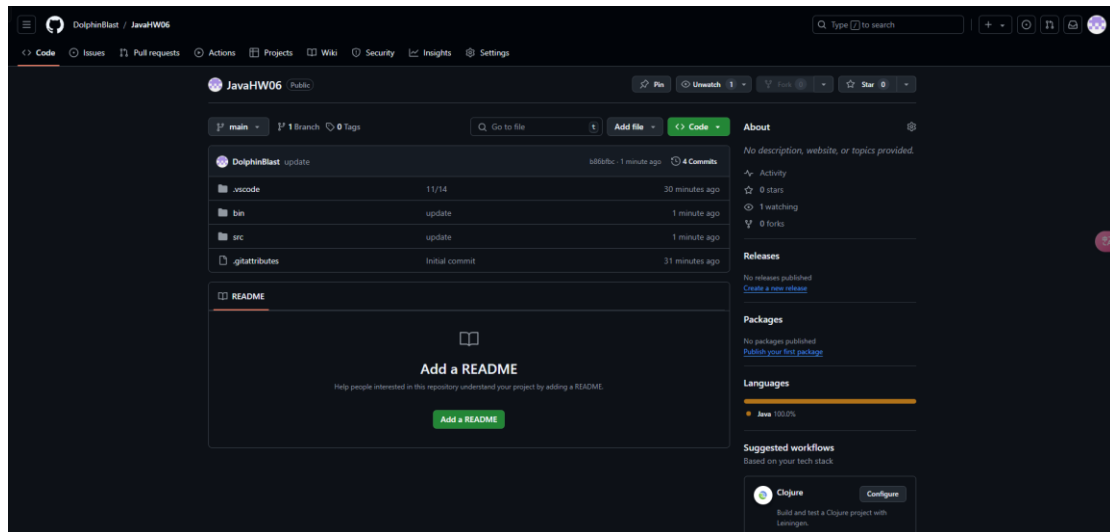 DolphinBlast / JavaHW06
Type / to search
Code Issues Pull requests Actions Projects Wiki Security Insights Settings
JavaHW06 Public
Pin Unwatch 1 Fork 0 Star 0
main 1 Branch 0 Tags
Go to file t Add file Code
DolphinBlast update b86bfbc · 1 minute ago 4 Commits
.vscode 11/14 30 minutes ago
bin update 1 minute ago
src update 1 minute ago
.gitattributes Initial commit 31 minutes ago
README
Add a README
Help people interested in this repository understand your project by adding a README.
Add a README
About
No description, website, or topics provided.
Activity
0 stars
1 watching
0 forks
Releases
No releases published
Create a new release
Packages
No packages published
Publish your first package
Languages
Java 100.0%
Suggested workflows
Based on your tech stack
Clojure Configure
Build and test a Clojure project with
Leiningen.